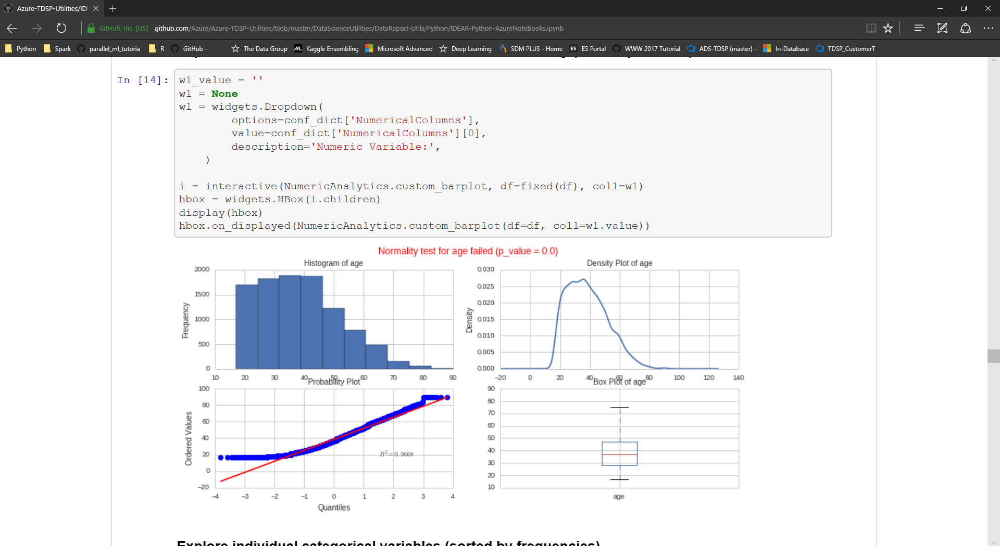 Azure-TDSP-Utilities/ID
GitHub, Inc. [US] github.com/Azure/Azure-TDSP-Utilities/blob/master/DataScienceUtilities/DataReport-Utils/Python/IDEAR-Python-AzureNotebooks.ipynb
Python Spark parallel_ml_tutoria R GitHub - The Data Group ML Kaggle Ensembling Microsoft Advanced Deep Learning SDM PLUS - Home ES ES Portal WWW 2017 Tutorial ADS-TDSP (master) - In-Database TDSP_CustomerT
In [14]: w1_value = ''
w1 = None
w1 = widgets.Dropdown(
options=conf_dict['NumericalColumns'],
value=conf_dict['NumericalColumns'][0],
description='Numeric Variable:',
)
i = interactive(NumericAnalytics.custom_barplot, df=fixed(df), col1=w1)
hbox = widgets.HBox(i.children)
display(hbox)
hbox.on_displayed(NumericAnalytics.custom_barplot(df=df, col1=w1.value))
Normality test for age failed (p_value = 0.0)
Histogram of age
2000
1500
1000
500
0
Frequency
10 20 30 40 50 60 70 80 90
Density Plot of age
0.030
0.025
0.020
0.015
0.010
0.005
0.000
Density
−20 0 20 40 60 80 100 120 140
Probability Plot
100
80
60
40
20
0
−20
Ordered Values
R²=0.9668
−4 −3 −2 −1 0 1 2 3 4
Quantiles
Box Plot of age
90
80
70
60
50
40
30
20
10
age
Explore individual categorical variables (sorted by frequencies)